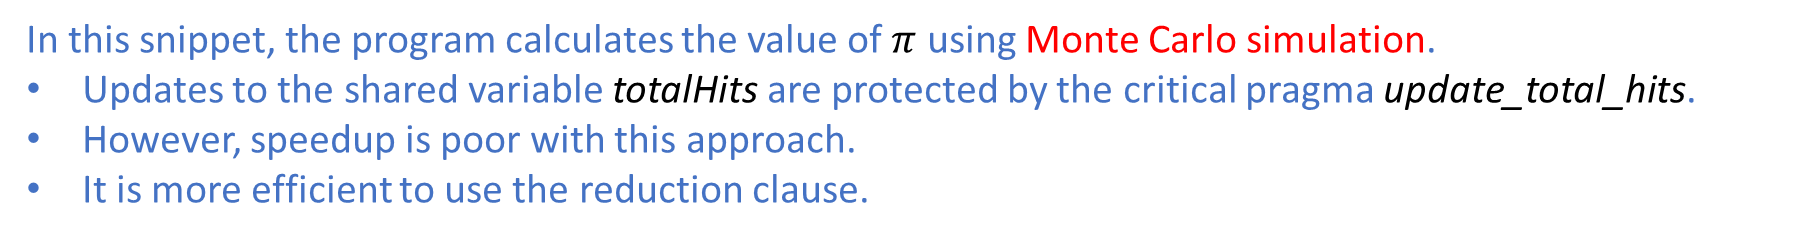 In this snippet, the program calculates the value of π using Monte Carlo simulation.
• Updates to the shared variable totalHits are protected by the critical pragma update_total_hits.
• However, speedup is poor with this approach.
• It is more efficient to use the reduction clause.